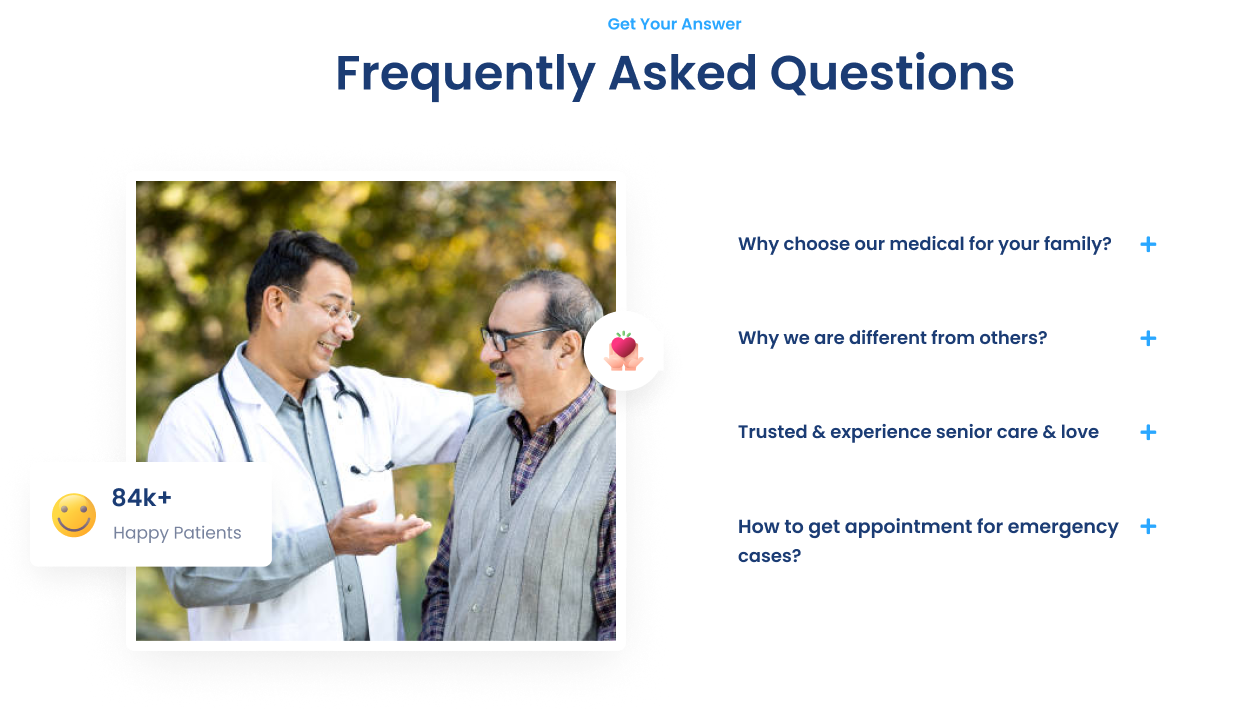 Get Your Answer
Frequently Asked Questions
Why choose our medical for your family?
Why we are different from others?
Trusted & experience senior care & love
How to get appointment for emergency
cases?
84k+
Happy Patients